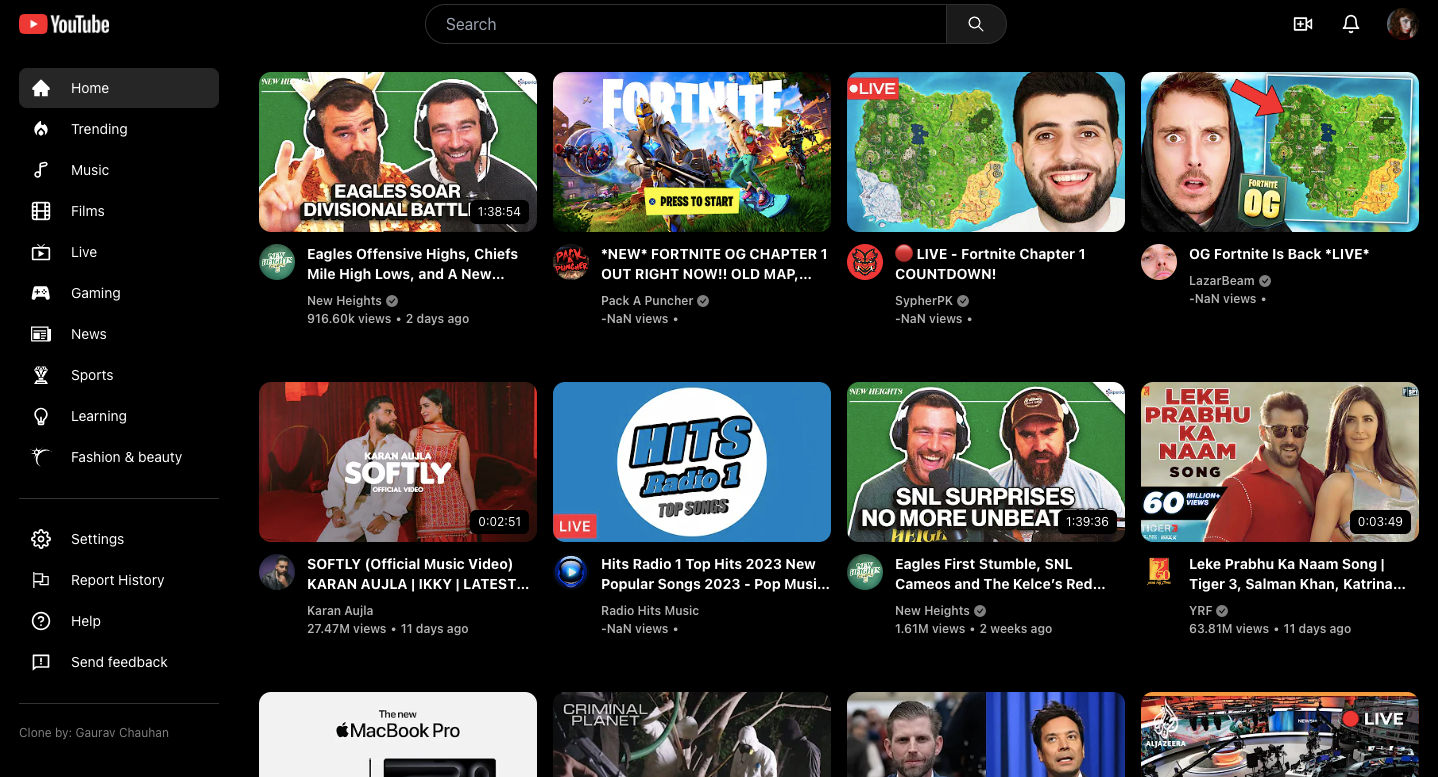 YouTube
Search
Home
Trending
Music
Films
Live
Gaming
News
Sports
Learning
Fashion & beauty
Settings
Report History
Help
Send feedback
Clone by: Gaurav Chauhan
NEW HEIGHTS
EAGLES SOAR
DIVISIONAL BATTL
1:38:54
Eagles Offensive Highs, Chiefs
Mile High Lows, and A New...
New Heights
916.60k views • 2 days ago
FORTNITE
PRESS TO START
PACK A PUNCHER
*NEW* FORTNITE OG CHAPTER 1
OUT RIGHT NOW!! OLD MAP,...
Pack A Puncher
-NaN views •
LIVE
🔴 LIVE - Fortnite Chapter 1
COUNTDOWN!
SypherPK
-NaN views •
FORTNITE
OG
OG Fortnite Is Back *LIVE*
LazarBeam
-NaN views •
KARAN AUJLA
SOFTLY
OFFICIAL VIDEO
0:02:51
SOFTLY (Official Music Video)
KARAN AUJLA | IKKY | LATEST...
Karan Aujla
27.47M views • 11 days ago
HITS
Radio 1
TOP SONGS
LIVE
Hits Radio 1 Top Hits 2023 New
Popular Songs 2023 - Pop Musi...
Radio Hits Music
-NaN views •
NEW HEIGHTS
SNL SURPRISES
NO MORE UNBEAT
1:39:36
Eagles First Stumble, SNL
Cameos and The Kelce’s Red...
New Heights
1.61M views • 2 weeks ago
LEKE
PRABHU
KA
NAAM
SONG
60 MILLION+
VIEWS
TIGER 3
0:03:49
Leke Prabhu Ka Naam Song |
Tiger 3, Salman Khan, Katrina...
YRF
63.81M views • 11 days ago
The new
MacBook Pro
CRIMINAL
PLANET
LIVE
ALJAZEERA